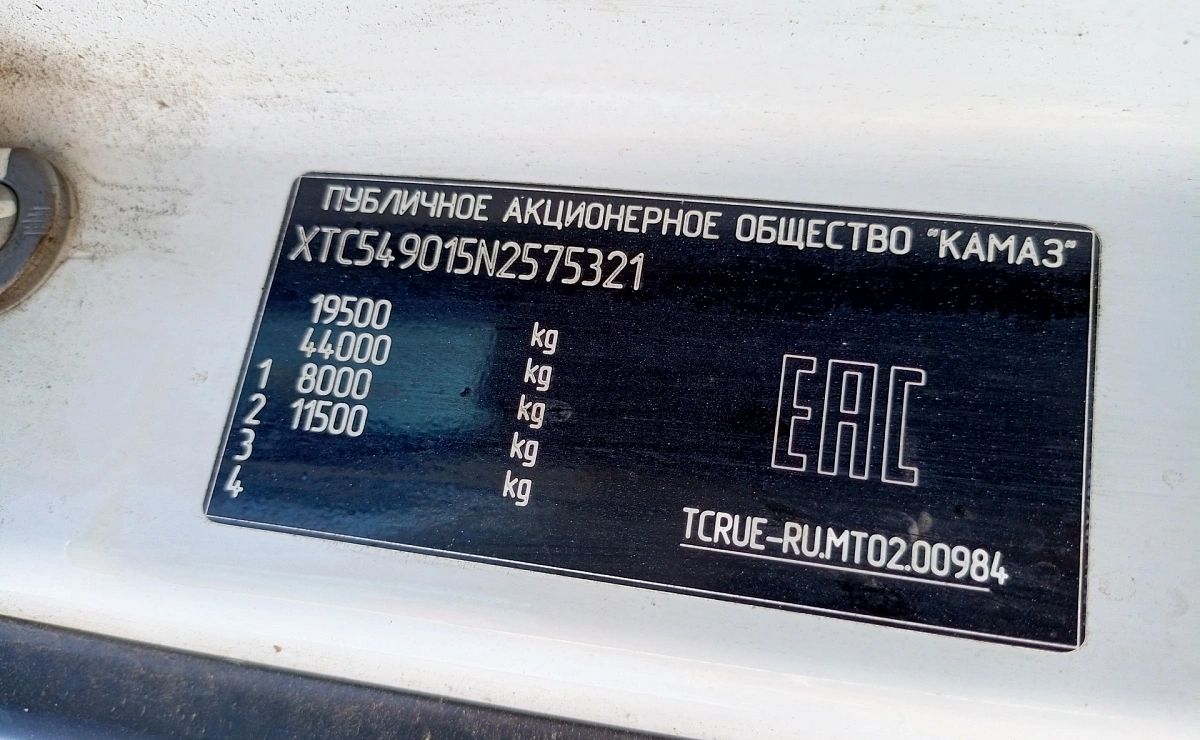 ПУБЛИЧНОЕ АКЦИОНЕРНОЕ ОБЩЕСТВО "КАМАЗ"
XTC549015N2575321
19500 kg
44000 kg
1 8000 kg
2 11500 kg
3 kg
4
EAC
TCRUE-RU.MT02.00984